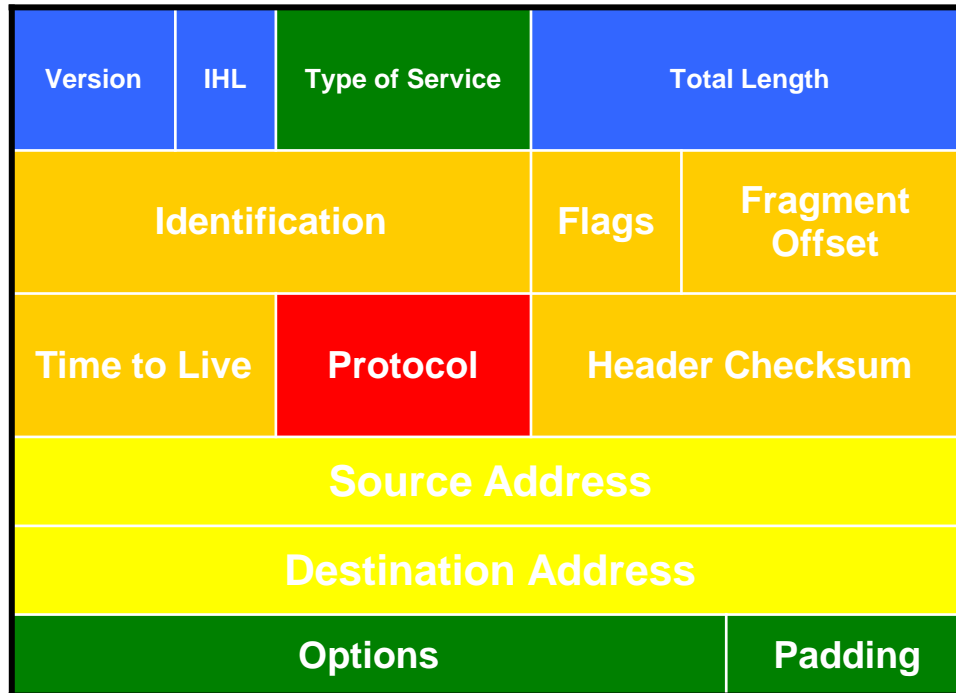 Version IHL Type of Service Total Length
Identification Flags Fragment Offset
Time to Live Protocol Header Checksum
Source Address
Destination Address
Options Padding